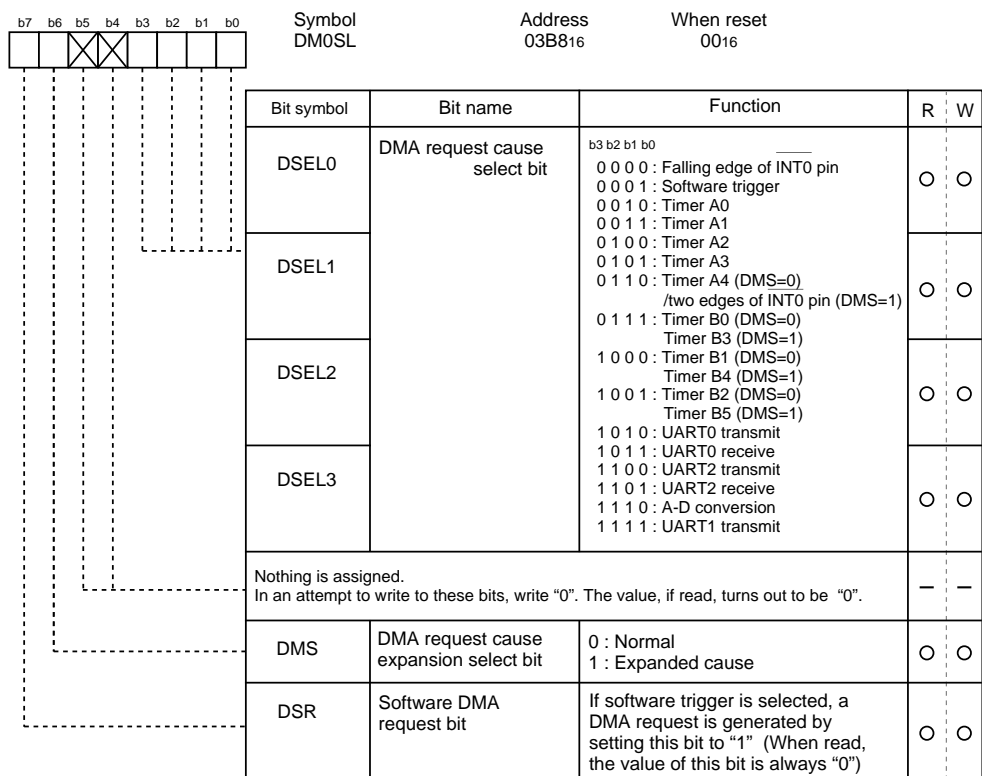 b7 b6 b5 b4 b3 b2 b1 b0
Symbol Address When reset
DM0SL 03B816 0016
Bit symbol Bit name Function R W
DSEL0
DMA request cause
select bit
b3 b2 b1 b0
0 0 0 0 : Falling edge of INT0 pin
0 0 0 1 : Software trigger
0 0 1 0 : Timer A0
0 0 1 1 : Timer A1
0 1 0 0 : Timer A2
0 1 0 1 : Timer A3
0 1 1 0 : Timer A4 (DMS=0)
/two edges of INT0 pin (DMS=1)
0 1 1 1 : Timer B0 (DMS=0)
Timer B3 (DMS=1)
1 0 0 0 : Timer B1 (DMS=0)
Timer B4 (DMS=1)
1 0 0 1 : Timer B2 (DMS=0)
Timer B5 (DMS=1)
1 0 1 0 : UART0 transmit
1 0 1 1 : UART0 receive
1 1 0 0 : UART2 transmit
1 1 0 1 : UART2 receive
1 1 1 0 : A-D conversion
1 1 1 1 : UART1 transmit
DSEL1
DSEL2
DSEL3
Nothing is assigned.
In an attempt to write to these bits, write “0”. The value, if read, turns out to be “0”.
– –
DMS
DMA request cause
expansion select bit
0 : Normal
1 : Expanded cause
DSR
Software DMA
request bit
If software trigger is selected, a
DMA request is generated by
setting this bit to “1” (When read,
the value of this bit is always “0”)